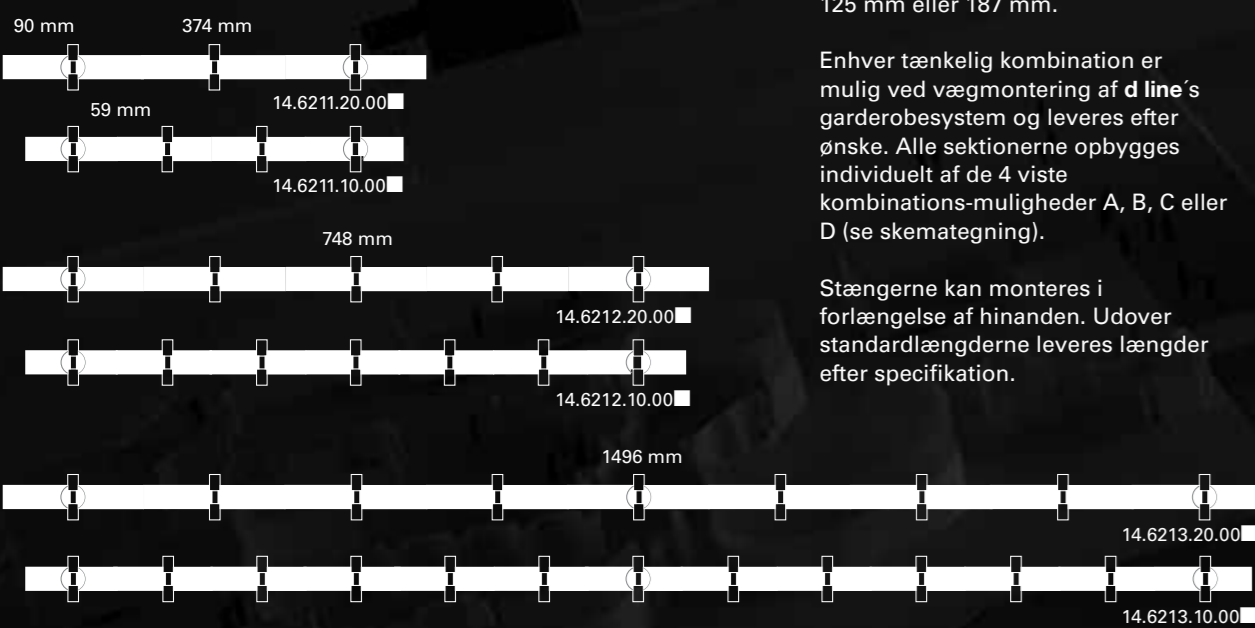 90 mm
374 mm
14.6211.20.00
59 mm
14.6211.10.00
748 mm
14.6212.20.00
14.6212.10.00
1496 mm
14.6213.20.00
14.6213.10.00
125 mm eller 187 mm.
Enhver tænkelig kombination er
mulig ved vægmontering af d line´s
garderobesystem og leveres efter
ønske. Alle sektionerne opbygges
individuelt af de 4 viste
kombinations-muligheder A, B, C eller
D (se skemategning).
Stængerne kan monteres i
forlængelse af hinanden. Udover
standardlængderne leveres længder
efter specifikation.